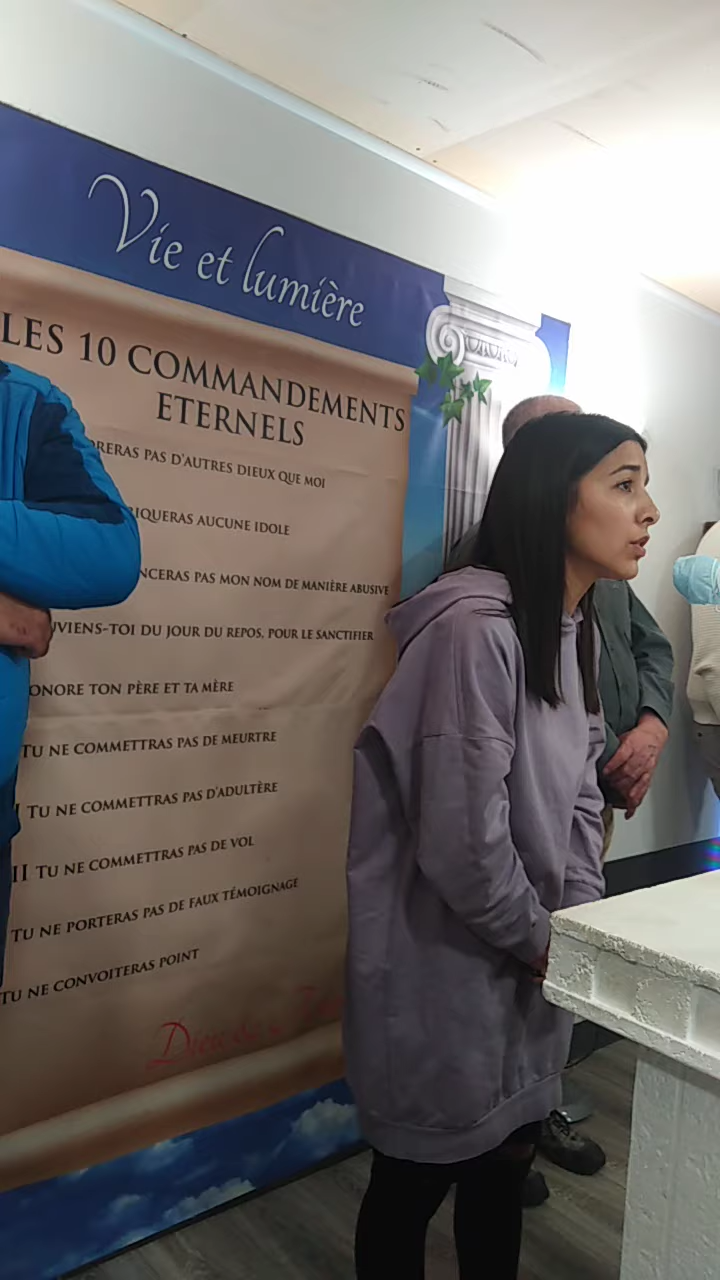 Vie et lumière
LES 10 COMMANDEMENTS
ETERNELS
PAS D'AUTRES DIEUX QUE MOI
AUCUNE IDOLE
PAS MON NOM DE MANIÈRE ABUSIVE
UVIENS-TOI DU JOUR DU REPOS, POUR LE SANCTIFIER
ONORE TON PÈRE ET TA MÈRE
TU NE COMMETTRAS PAS DE MEURTRE
I TU NE COMMETTRAS PAS D'ADULTÈRE
II TU NE COMMETTRAS PAS DE VOL
TU NE PORTERAS PAS DE FAUX TÉMOIGNAGE
TU NE CONVOITERAS POINT